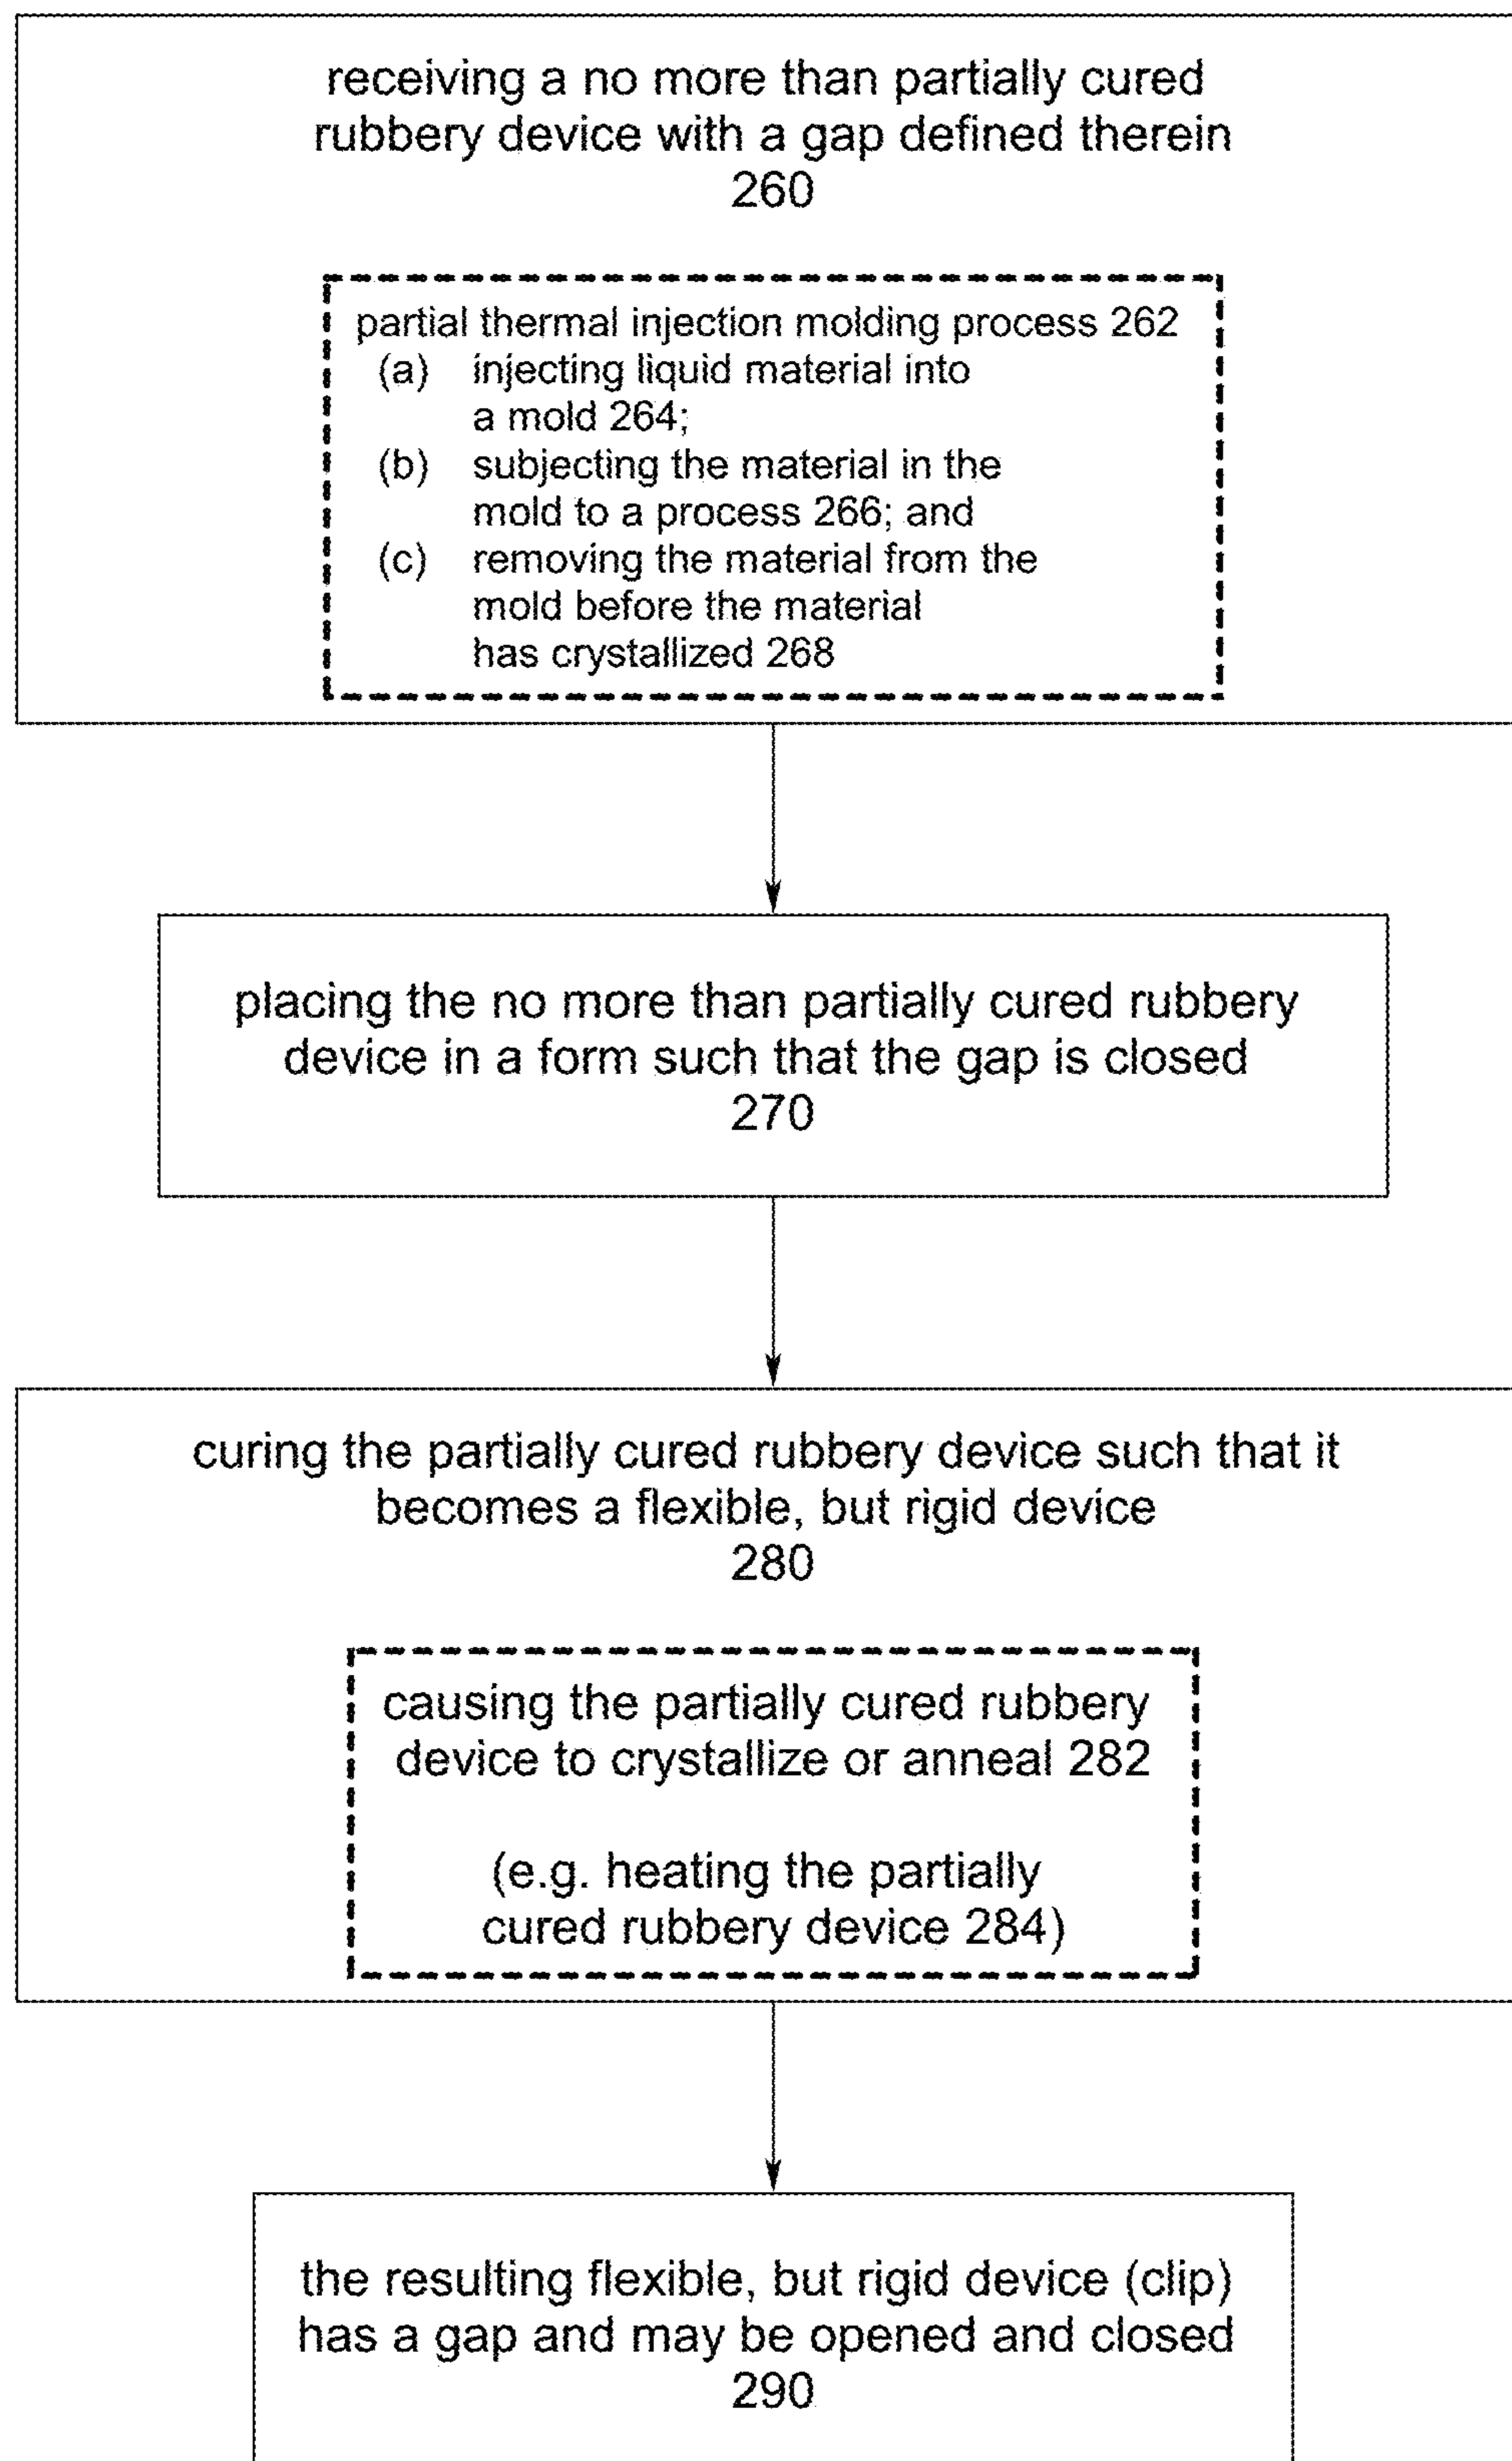 receiving a no more than partially cured
rubbery device with a gap defined therein
260
partial thermal injection molding process 262
(a) injecting liquid material into
a mold 264;
(b) subjecting the material in the
mold to a process 266; and
(c) removing the material from the
mold before the material
has crystallized 268
placing the no more than partially cured rubbery
device in a form such that the gap is closed
270
curing the partially cured rubbery device such that it
becomes a flexible, but rigid device
280
causing the partially cured rubbery
device to crystallize or anneal 282
(e.g. heating the partially
cured rubbery device 284)
the resulting flexible, but rigid device (clip)
has a gap and may be opened and closed
290